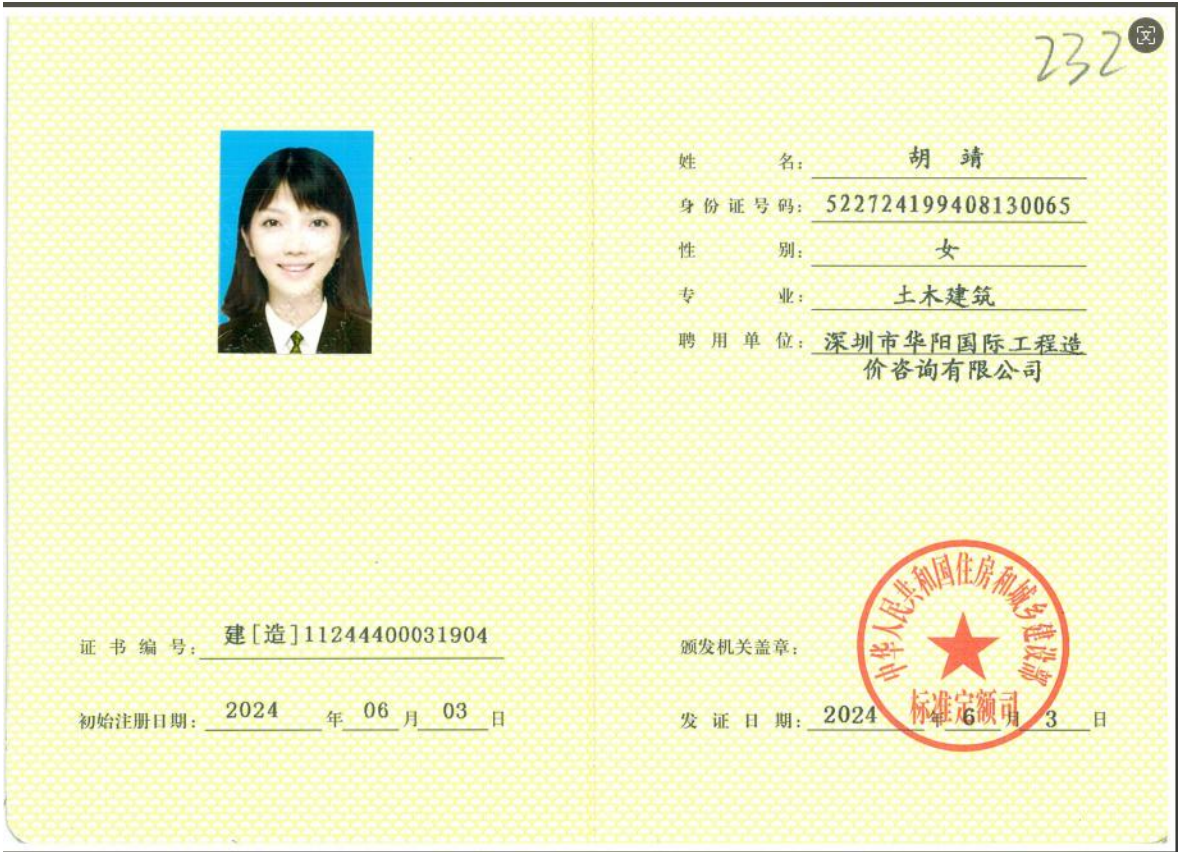 232
姓名：胡靖
身份证号码：522724199408130065
性别：女
专业：土木建筑
聘用单位：深圳市华阳国际工程造
价咨询有限公司
证书编号：建[造]11244400031904
初始注册日期：2024年06月03日
颁发机关盖章：
中华人民共和国住房和城乡建设部
标准定额司
发证日期：2024年6月3日